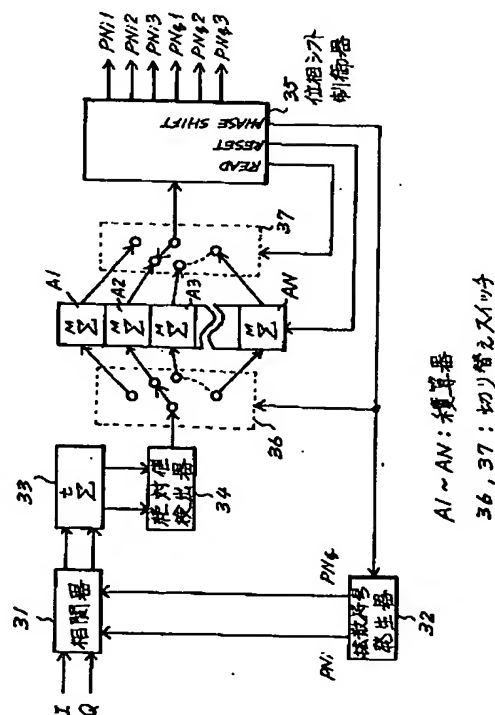 I
Q
31
相関器
33
t
Σ
絶対値
検出器
34
PNi
PNq
拡散符号
発生器
32
36
A1
M
Σ
M
Σ
A2
M
Σ
A3
M
Σ
AN
37
READ
RESET
PHASE SHIFT
35
位相シフト
制御器
PNi1
PNi2
PNi3
PNq1
PNq2
PNq3
A1~AN:積算器
36,37:切り替えスイッチ